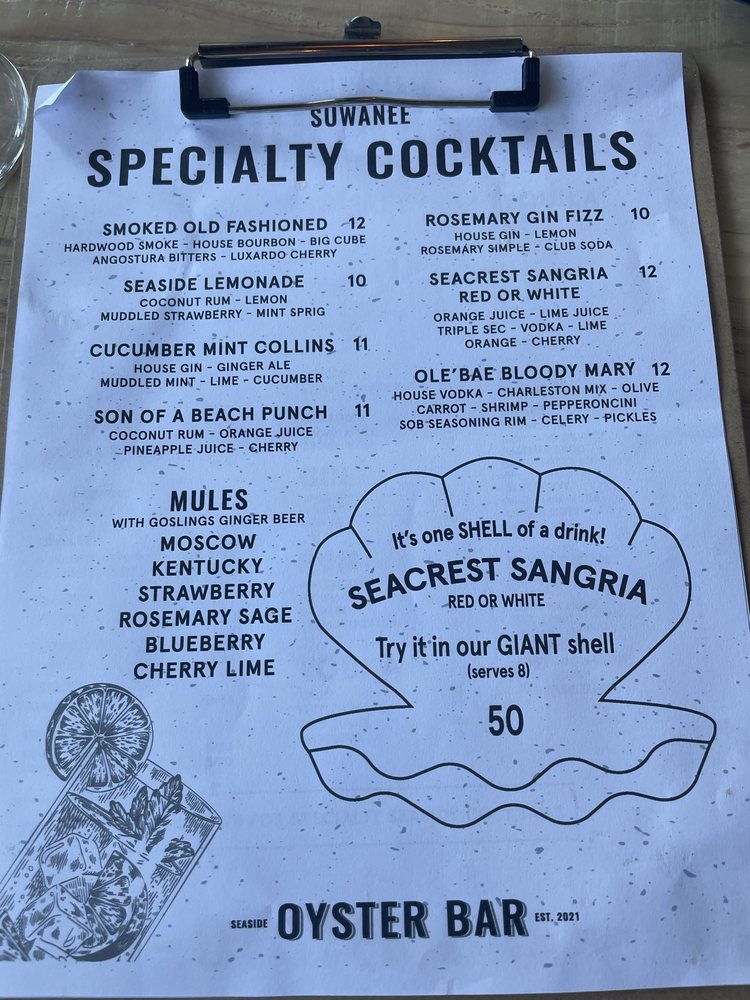 SUWANEE
SPECIALTY COCKTAILS
SMOKED OLD FASHIONED 12
HARDWOOD SMOKE - HOUSE BOURBON - BIG CUBE
ANGOSTURA BITTERS - LUXARDO CHERRY
SEASIDE LEMONADE 10
COCONUT RUM - LEMON
MUDDLED STRAWBERRY - MINT SPRIG
CUCUMBER MINT COLLINS 11
HOUSE GIN - GINGER ALE
MUDDLED MINT - LIME - CUCUMBER
SON OF A BEACH PUNCH 11
COCONUT RUM - ORANGE JUICE
PINEAPPLE JUICE - CHERRY
ROSEMARY GIN FIZZ 10
HOUSE GIN - LEMON
ROSEMARY SIMPLE - CLUB SODA
SEACREST SANGRIA 12
RED OR WHITE
ORANGE JUICE - LIME JUICE
TRIPLE SEC - VODKA - LIME
ORANGE - CHERRY
OLE'BAE BLOODY MARY 12
HOUSE VODKA - CHARLESTON MIX - OLIVE
CARROT - SHRIMP - PEPPERONCINI
SOB SEASONING RIM - CELERY - PICKLES
MULES
WITH GOSLINGS GINGER BEER
MOSCOW
KENTUCKY
STRAWBERRY
ROSEMARY SAGE
BLUEBERRY
CHERRY LIME
It's one SHELL of a drink!
SEACREST SANGRIA
RED OR WHITE
Try it in our GIANT shell
(serves 8)
50
SEASIDE OYSTER BAR EST. 2021